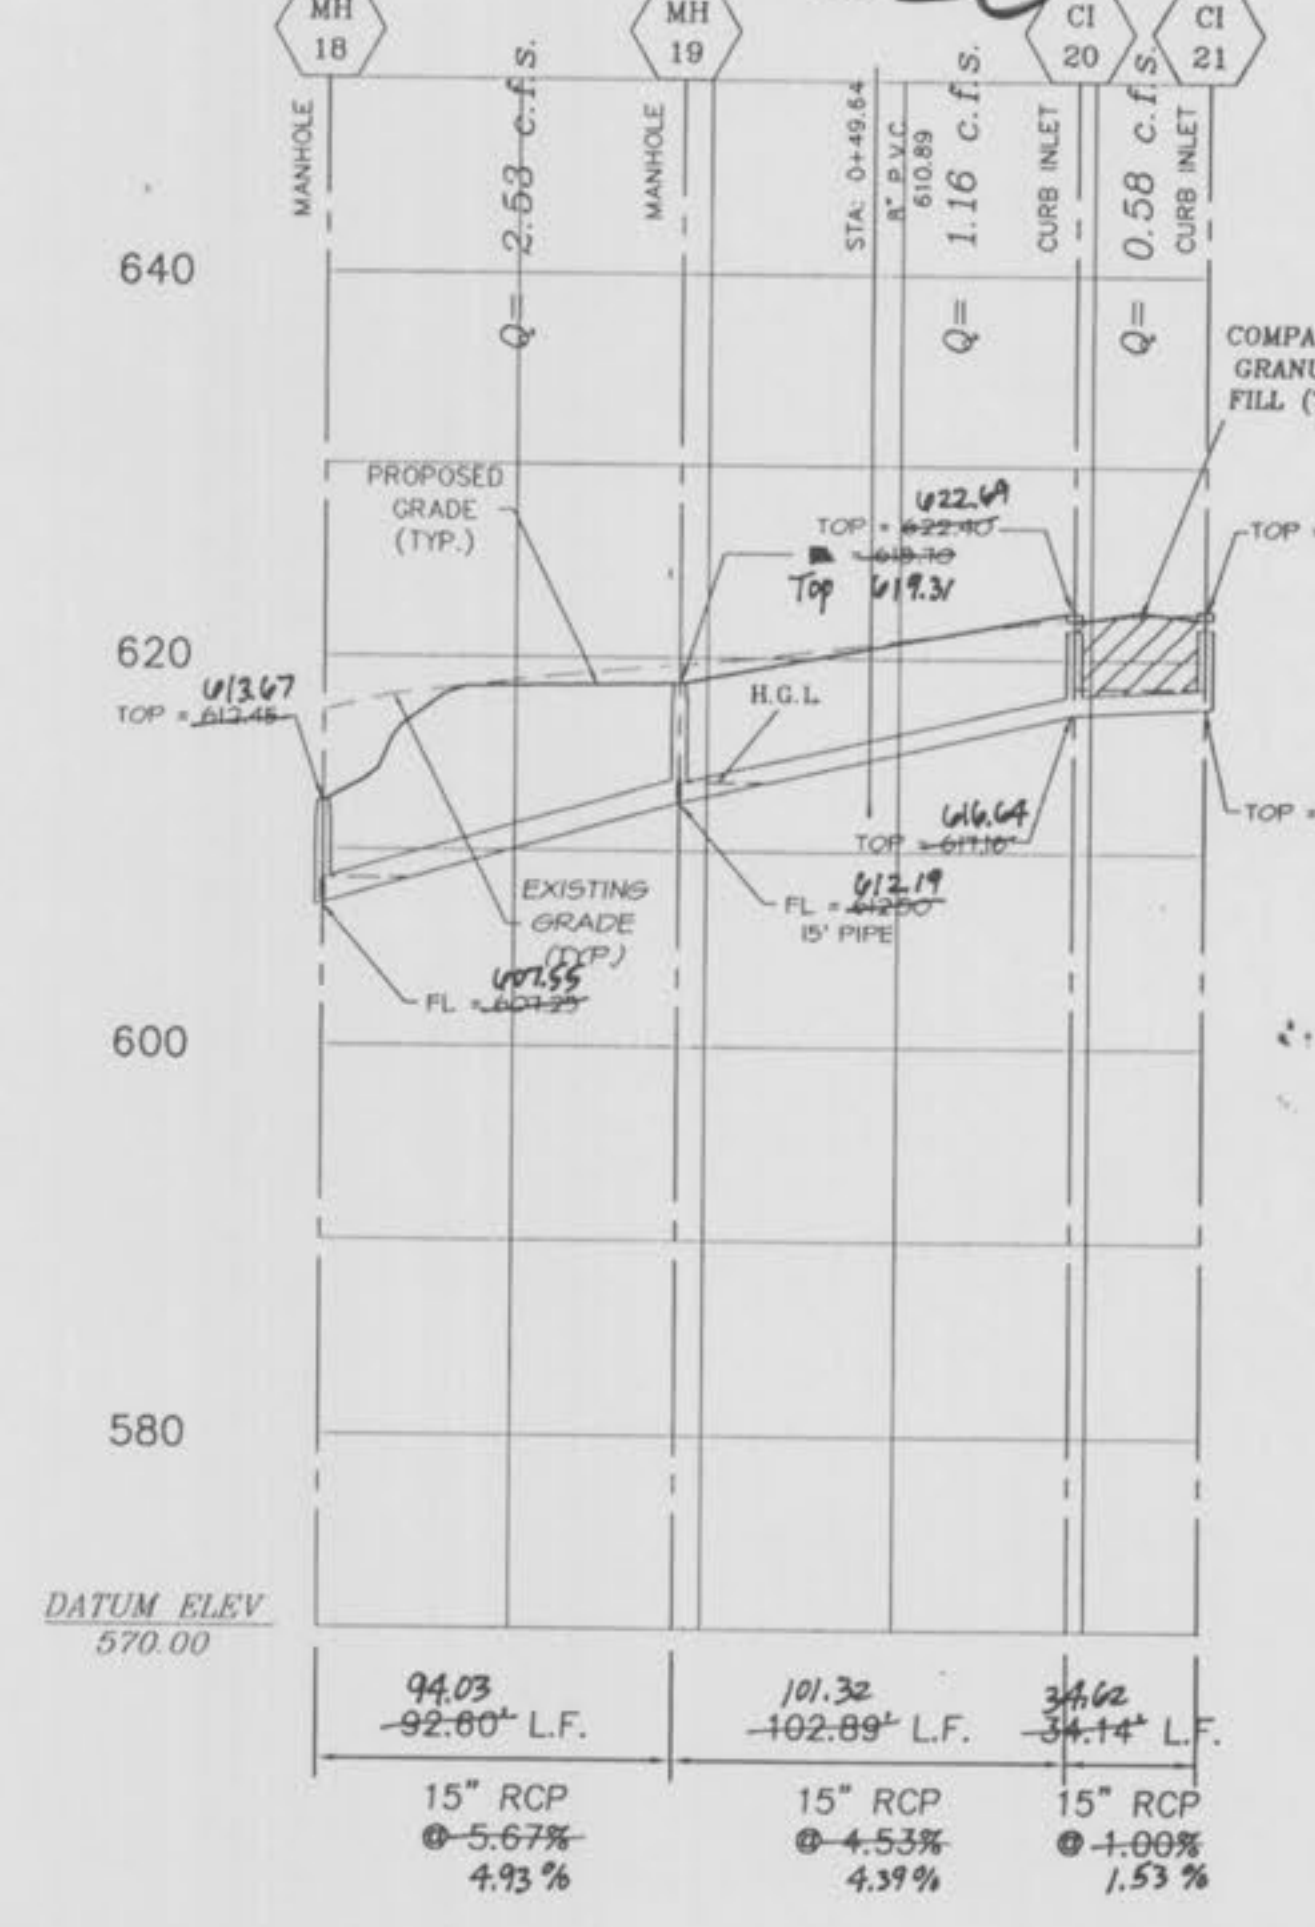 MH
18
MH
19
CI
20
CI
21
MANHOLE
Q= 2.53 c.f.s.
MANHOLE
STA: 0+49.64
8" P.V.C.
610.89
Q= 1.16 c.f.s.
CURB INLET
Q= 0.58 c.f.s.
CURB INLET
640
COMPA
GRANU
FILL (
PROPOSED
GRADE
(TYP.)
622.69
TOP = 622.40'
= 618.70
Top 619.31
TOP =
620
613.67
TOP = 612.45
H.G.L.
616.64
TOP = 617.16'
TOP =
612.19
FL = 612.50
15' PIPE
EXISTING
GRADE
(TYP.)
607.55
FL = 607.25
600
580
DATUM ELEV
570.00
94.03
92.60' L.F.
101.32
102.89' L.F.
34.62
34.14' L.F.
15" RCP
@ 5.67%
4.93 %
15" RCP
@ 4.53%
4.39 %
15" RCP
@ 1.00%
1.53 %